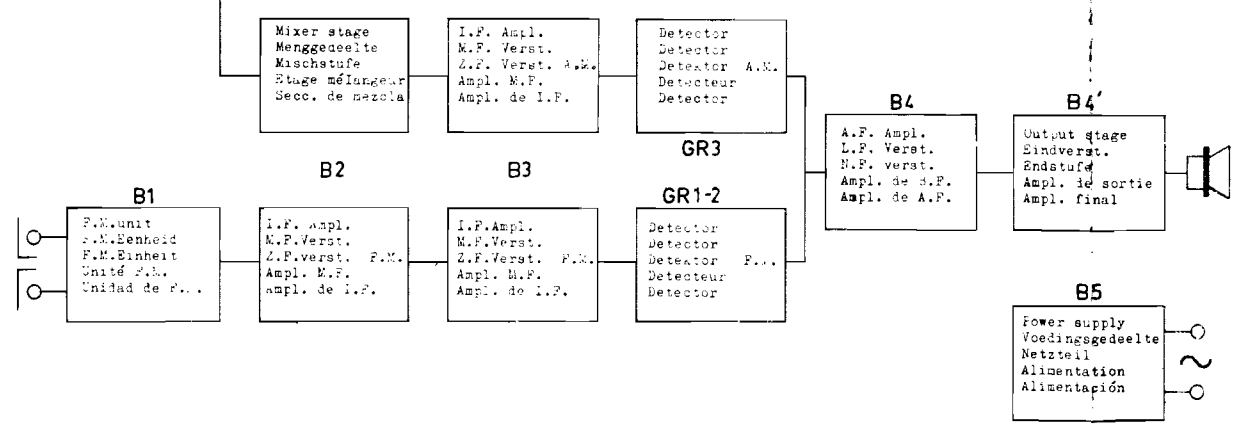 Mixer stage
Menggedeelte
Mischstufe
Etage mélangeur
Secc. de mezcla
I.F. Ampl.
M.F. Verst.
Z.F. Verst. A.M.
Ampl. M.F.
Ampl. de I.F.
Detector
Detector
Detektor A.M.
Detecteur
Detector
GR3
B1
F.M.unit
F.M.Eenheid
F.M.Einheit
Unité F.M.
Unidad de F.M.
B2
I.F. Ampl.
M.F.Verst.
Z.F.verst. F.M.
Ampl. M.F.
Ampl. de I.F.
B3
I.F.Ampl.
M.F.Verst.
Z.F.Verst. F.M.
Ampl. M.F.
Ampl. de I.F.
GR1-2
Detector
Detector
Detektor
Detecteur
Detector
B4
A.F. Ampl.
L.F. Verst.
N.F. verst.
Ampl. de B.F.
Ampl. de A.F.
B4'
Output stage
Eindverst.
Endstufe
Ampl. de sortie
Ampl. final
B5
Power supply
Voedingsgedeelte
Netzteil
Alimentation
Alimentación